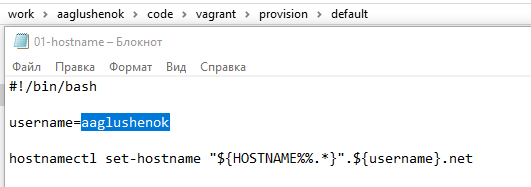 work > aaglushenok > code > vagrant > provision > default
01-hostname – Блокнот
Файл Правка Формат Вид Справка
#!/bin/bash
username=aaglushenok
hostnamectl set-hostname "${HOSTNAME%%.*}".${username}.net